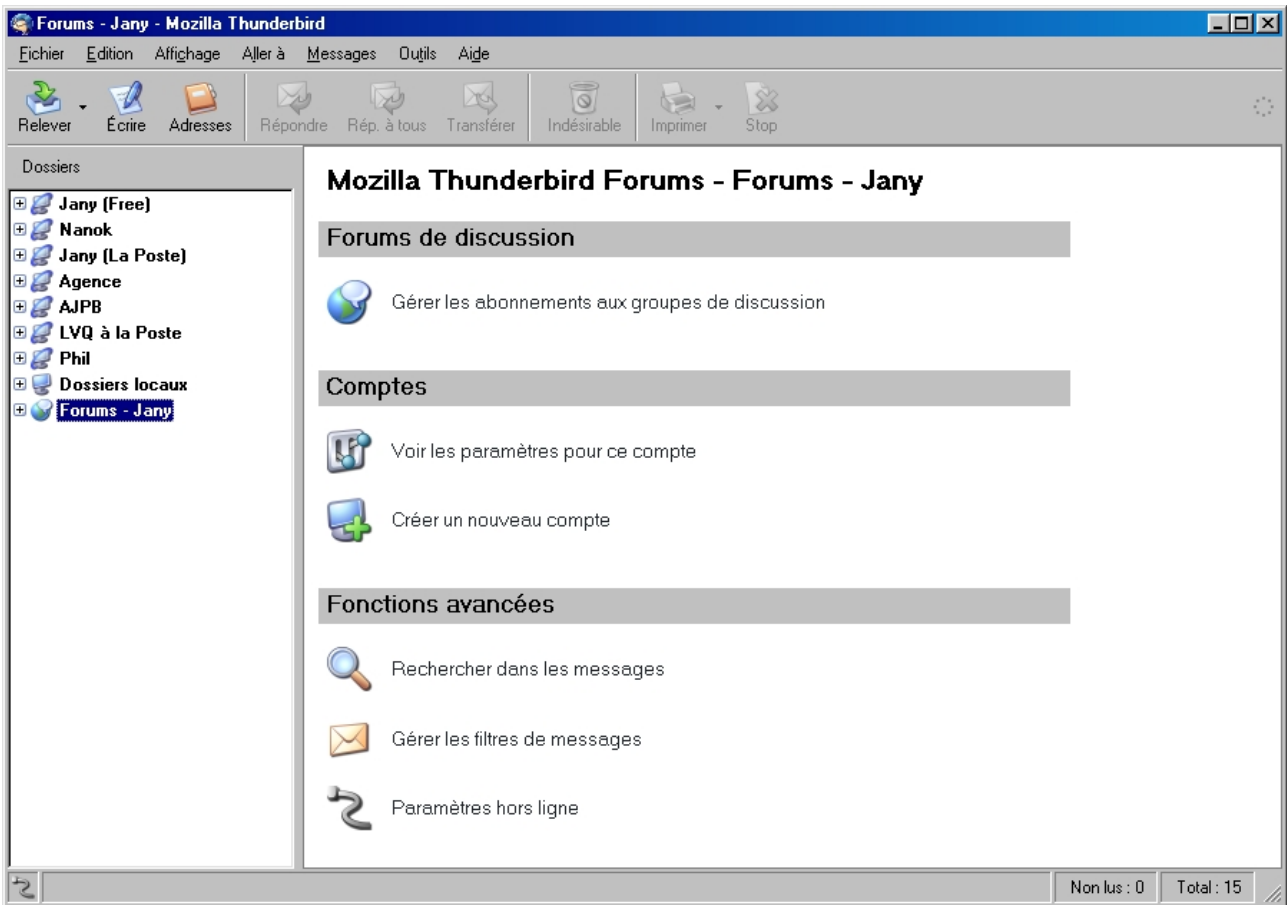 Forums - Jany - Mozilla Thunderbird
Fichier Edition Affichage Aller à Messages Outils Aide
Relever Écrire Adresses Répondre Rép. à tous Transférer Indésirable Imprimer Stop
Dossiers
Jany (Free)
Nanok
Jany (La Poste)
Agence
AJPB
LVQ à la Poste
Phil
Dossiers locaux
Forums - Jany
Mozilla Thunderbird Forums - Forums - Jany
Forums de discussion
Gérer les abonnements aux groupes de discussion
Comptes
Voir les paramètres pour ce compte
Créer un nouveau compte
Fonctions avancées
Rechercher dans les messages
Gérer les filtres de messages
Paramètres hors ligne
Non lus : 0 Total : 15